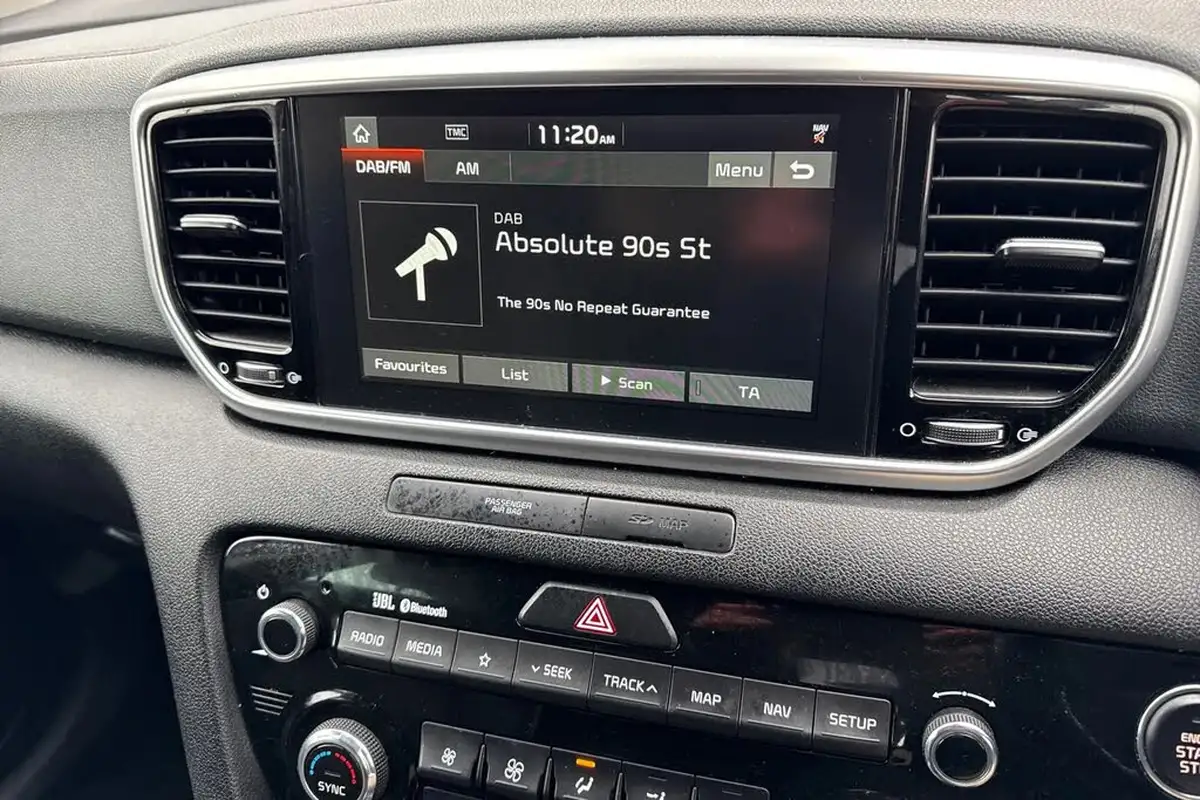 TMC
11:20AM
NAV
DAB/FM
AM
Menu
DAB
Absolute 90s St
The 90s No Repeat Guarantee
Favourites
List
Scan
TA
PASSENGER
AIR BAG
SD MAP
JBL Bluetooth
RADIO
MEDIA
SEEK
TRACK
MAP
NAV
SETUP
SYNC